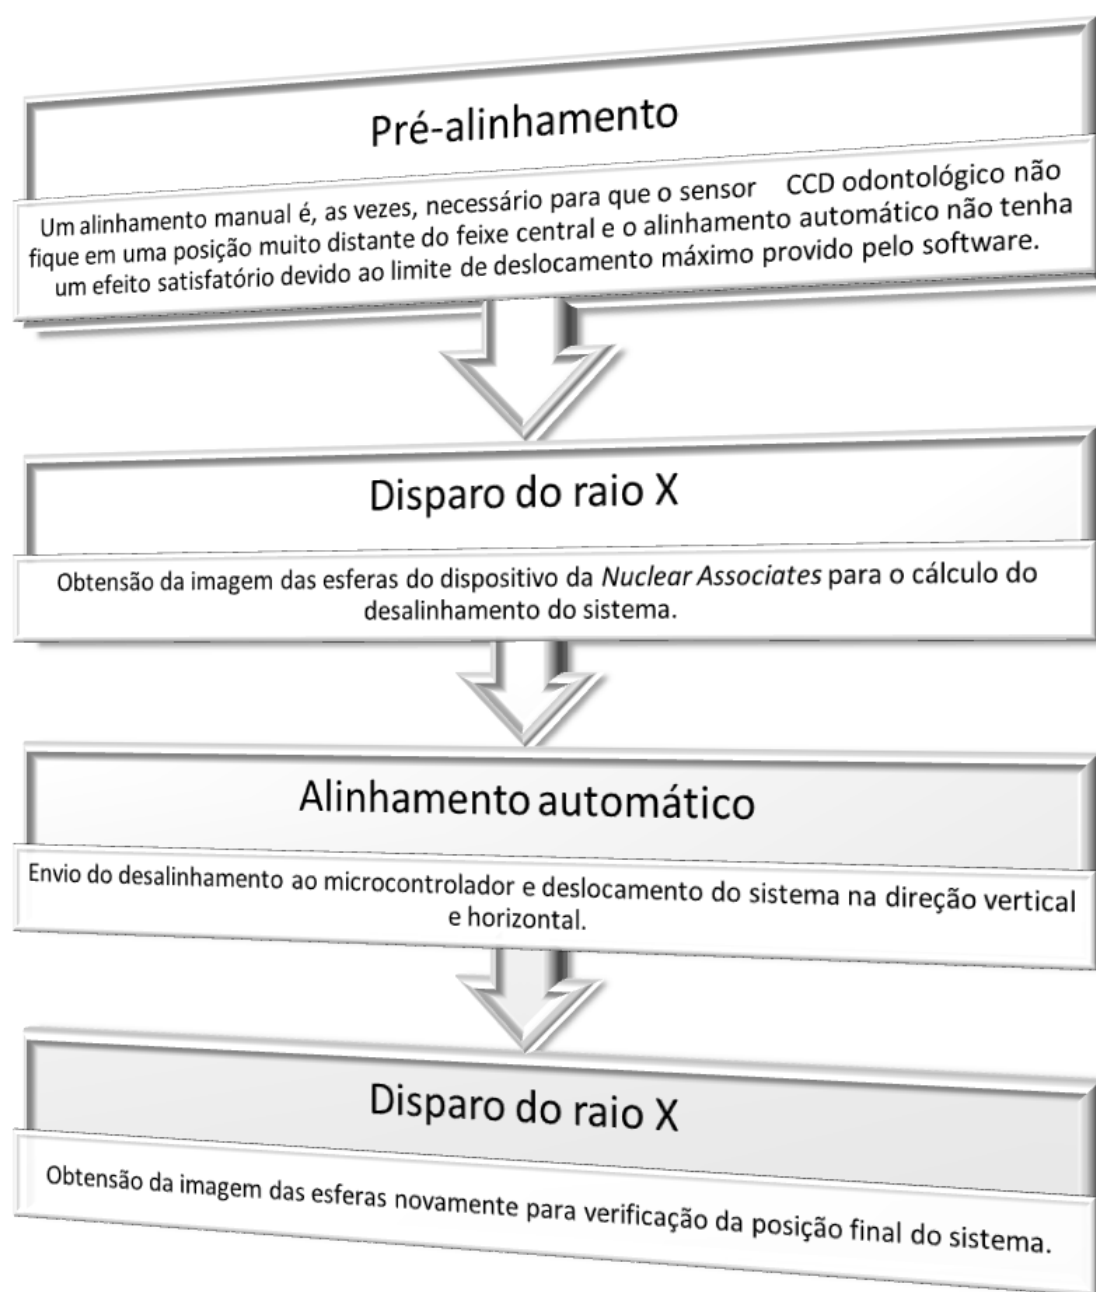 Pré-alinhamento
Um alinhamento manual é, as vezes, necessário para que o sensor CCD odontológico não
fique em uma posição muito distante do feixe central e o alinhamento automático não tenha
um efeito satisfatório devido ao limite de deslocamento máximo provido pelo software.
Disparo do raio X
Obtensão da imagem das esferas do dispositivo da Nuclear Associates para o cálculo do
desalinhamento do sistema.
Alinhamento automático
Envio do desalinhamento ao microcontrolador e deslocamento do sistema na direção vertical
e horizontal.
Disparo do raio X
Obtensão da imagem das esferas novamente para verificação da posição final do sistema.